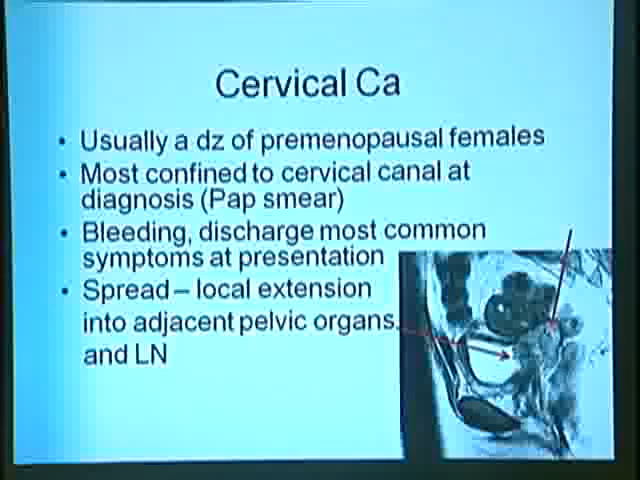 Cervical Ca
• Usually a dz of premenopausal females
• Most confined to cervical canal at
diagnosis (Pap smear)
• Bleeding, discharge most common
symptoms at presentation
• Spread – local extension
into adjacent pelvic organs
and LN